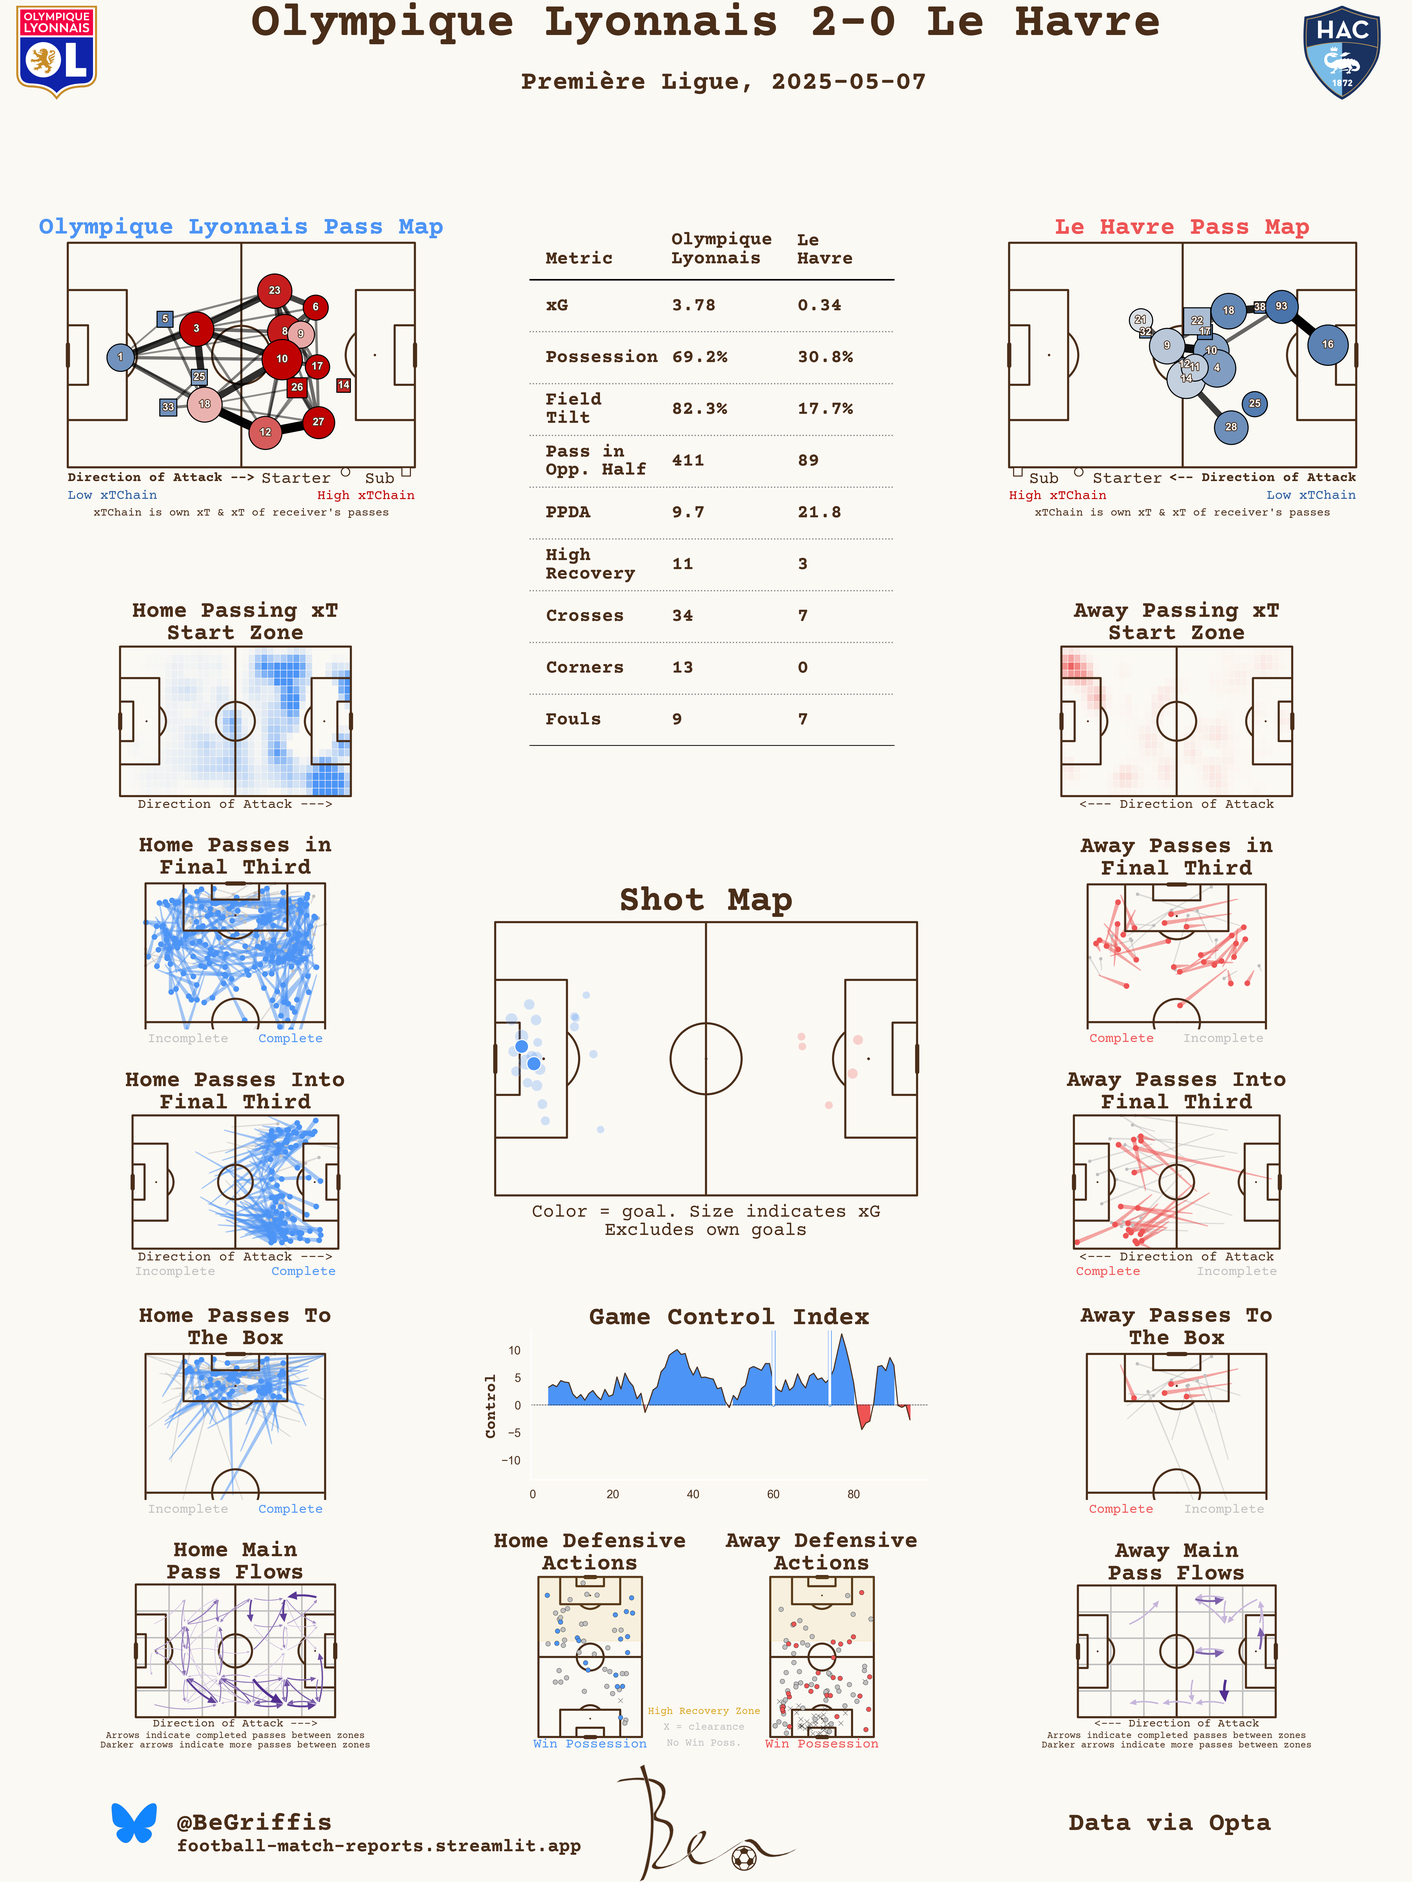 Olympique Lyonnais 2-0 Le Havre
Première Ligue, 2025-05-07
OLYMPIQUE
LYONNAIS
OL
HAC
1872
Olympique Lyonnais Pass Map
5
3
1
25
33
18
23
6
8
9
10
17
26
14
12
27
Direction of Attack --> Starter Sub
Low xTChain High xTChain
xTChain is own xT & xT of receiver's passes
Metric Olympique Lyonnais Le Havre
xG 3.78 0.34
Possession 69.2% 30.8%
Field Tilt 82.3% 17.7%
Pass in Opp. Half 411 89
PPDA 9.7 21.8
High Recovery 11 3
Crosses 34 7
Corners 13 0
Fouls 9 7
Le Havre Pass Map
21
32
9
22
17
18
38
93
16
10
12
11
4
14
25
28
Sub Starter <-- Direction of Attack
High xTChain Low xTChain
xTChain is own xT & xT of receiver's passes
Home Passing xT
Start Zone
Direction of Attack --->
Away Passing xT
Start Zone
<--- Direction of Attack
Home Passes in
Final Third
Incomplete Complete
Away Passes in
Final Third
Complete Incomplete
Shot Map
Color = goal. Size indicates xG
Excludes own goals
Home Passes Into
Final Third
Direction of Attack --->
Incomplete Complete
Away Passes Into
Final Third
<--- Direction of Attack
Complete Incomplete
Home Passes To
The Box
Incomplete Complete
Game Control Index
Control
10
5
0
−5
−10
0 20 40 60 80
Away Passes To
The Box
Complete Incomplete
Home Main
Pass Flows
Direction of Attack --->
Arrows indicate completed passes between zones
Darker arrows indicate more passes between zones
Home Defensive
Actions
Win Possession
High Recovery Zone
X = clearance
No Win Poss.
Away Defensive
Actions
Win Possession
Away Main
Pass Flows
<--- Direction of Attack
Arrows indicate completed passes between zones
Darker arrows indicate more passes between zones
@BeGriffis
football-match-reports.streamlit.app
Ben
Data via Opta